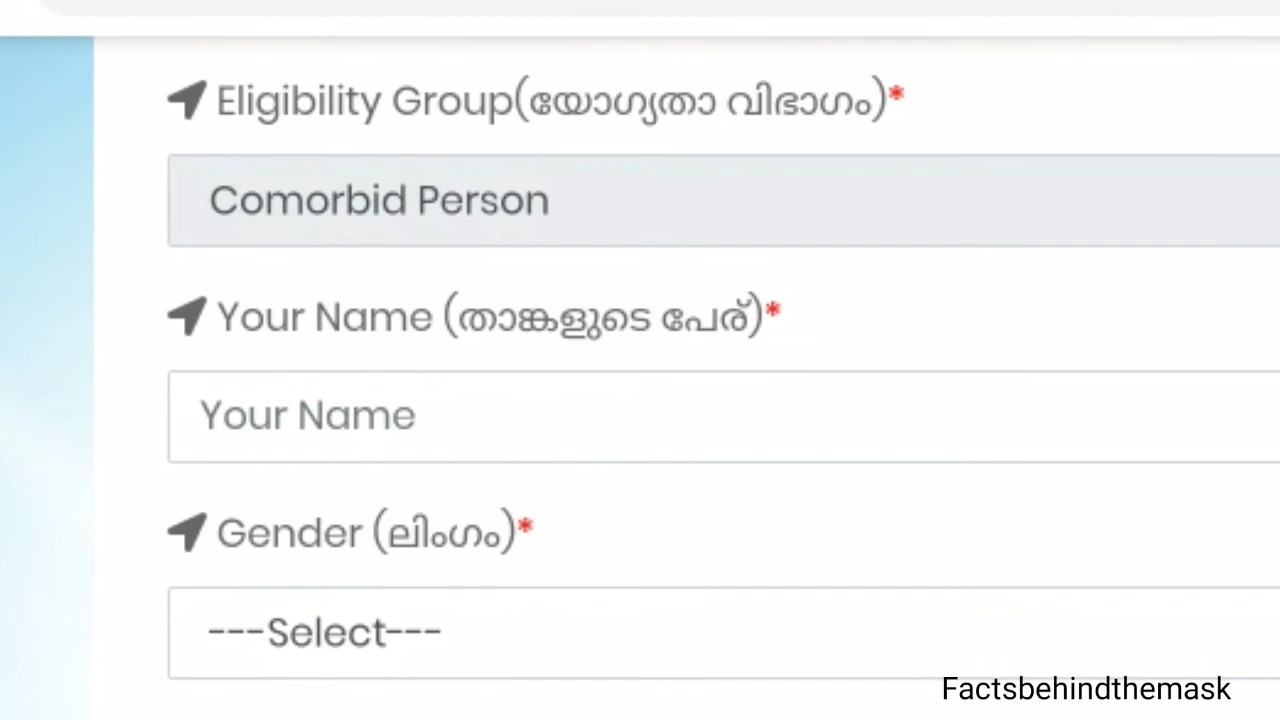 Eligibility Group(യോഗ്യതാ വിഭാഗം)*
Comorbid Person
Your Name (താങ്കളുടെ പേര്)*
Your Name
Gender (ലിംഗം)*
---Select---
Factsbehindthemask